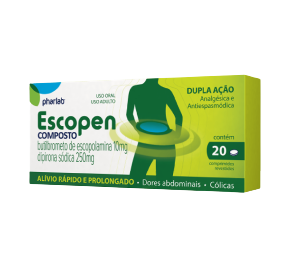 pharlab
USO ORAL
USO ADULTO
Escopen
COMPOSTO
butilbrometo de escopolamina 10mg
dipirona sódica 250mg
DUPLA AÇÃO
Analgésica e
Antiespasmódica
contém
20
comprimidos
revestidos
ALÍVIO RÁPIDO E PROLONGADO • Dores abdominais • Cólicas